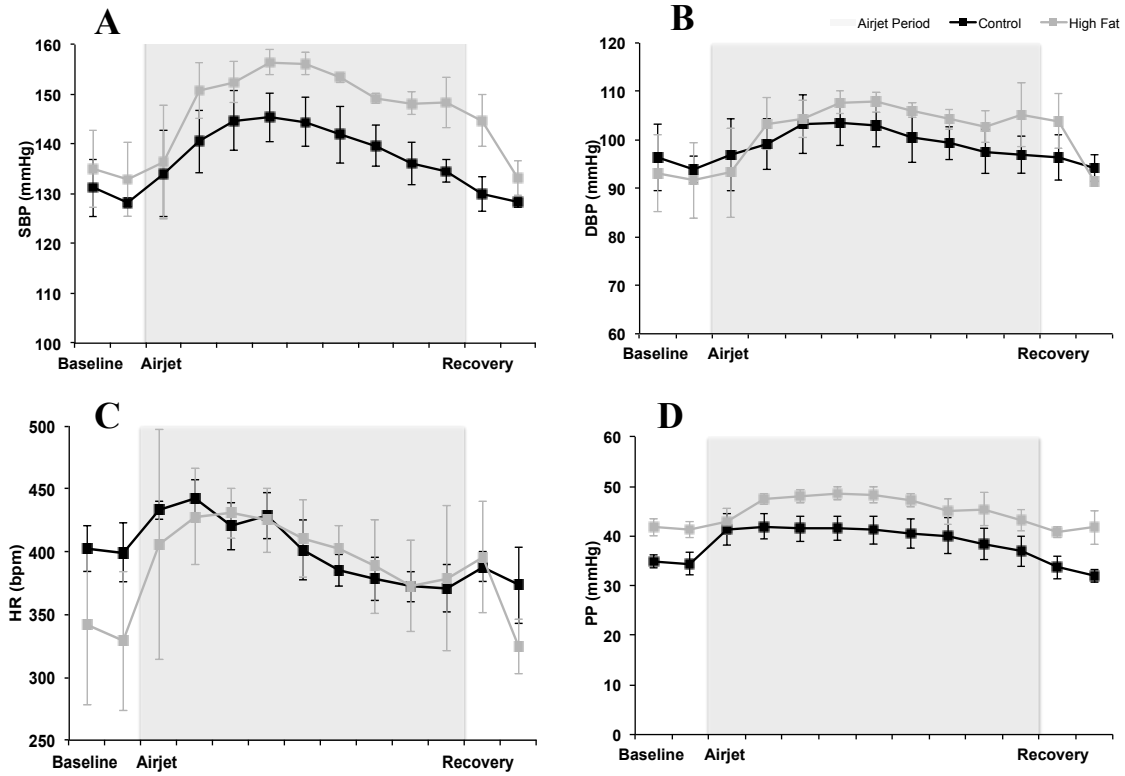 A
SBP (mmHg)
160
150
140
130
120
110
100
Baseline Airjet Recovery
B
Airjet Period Control High Fat
DBP (mmHg)
120
110
100
90
80
70
60
Baseline Airjet Recovery
C
HR (bpm)
500
450
400
350
300
250
Baseline Airjet Recovery
D
PP (mmHg)
60
50
40
30
20
10
0
Baseline Airjet Recovery